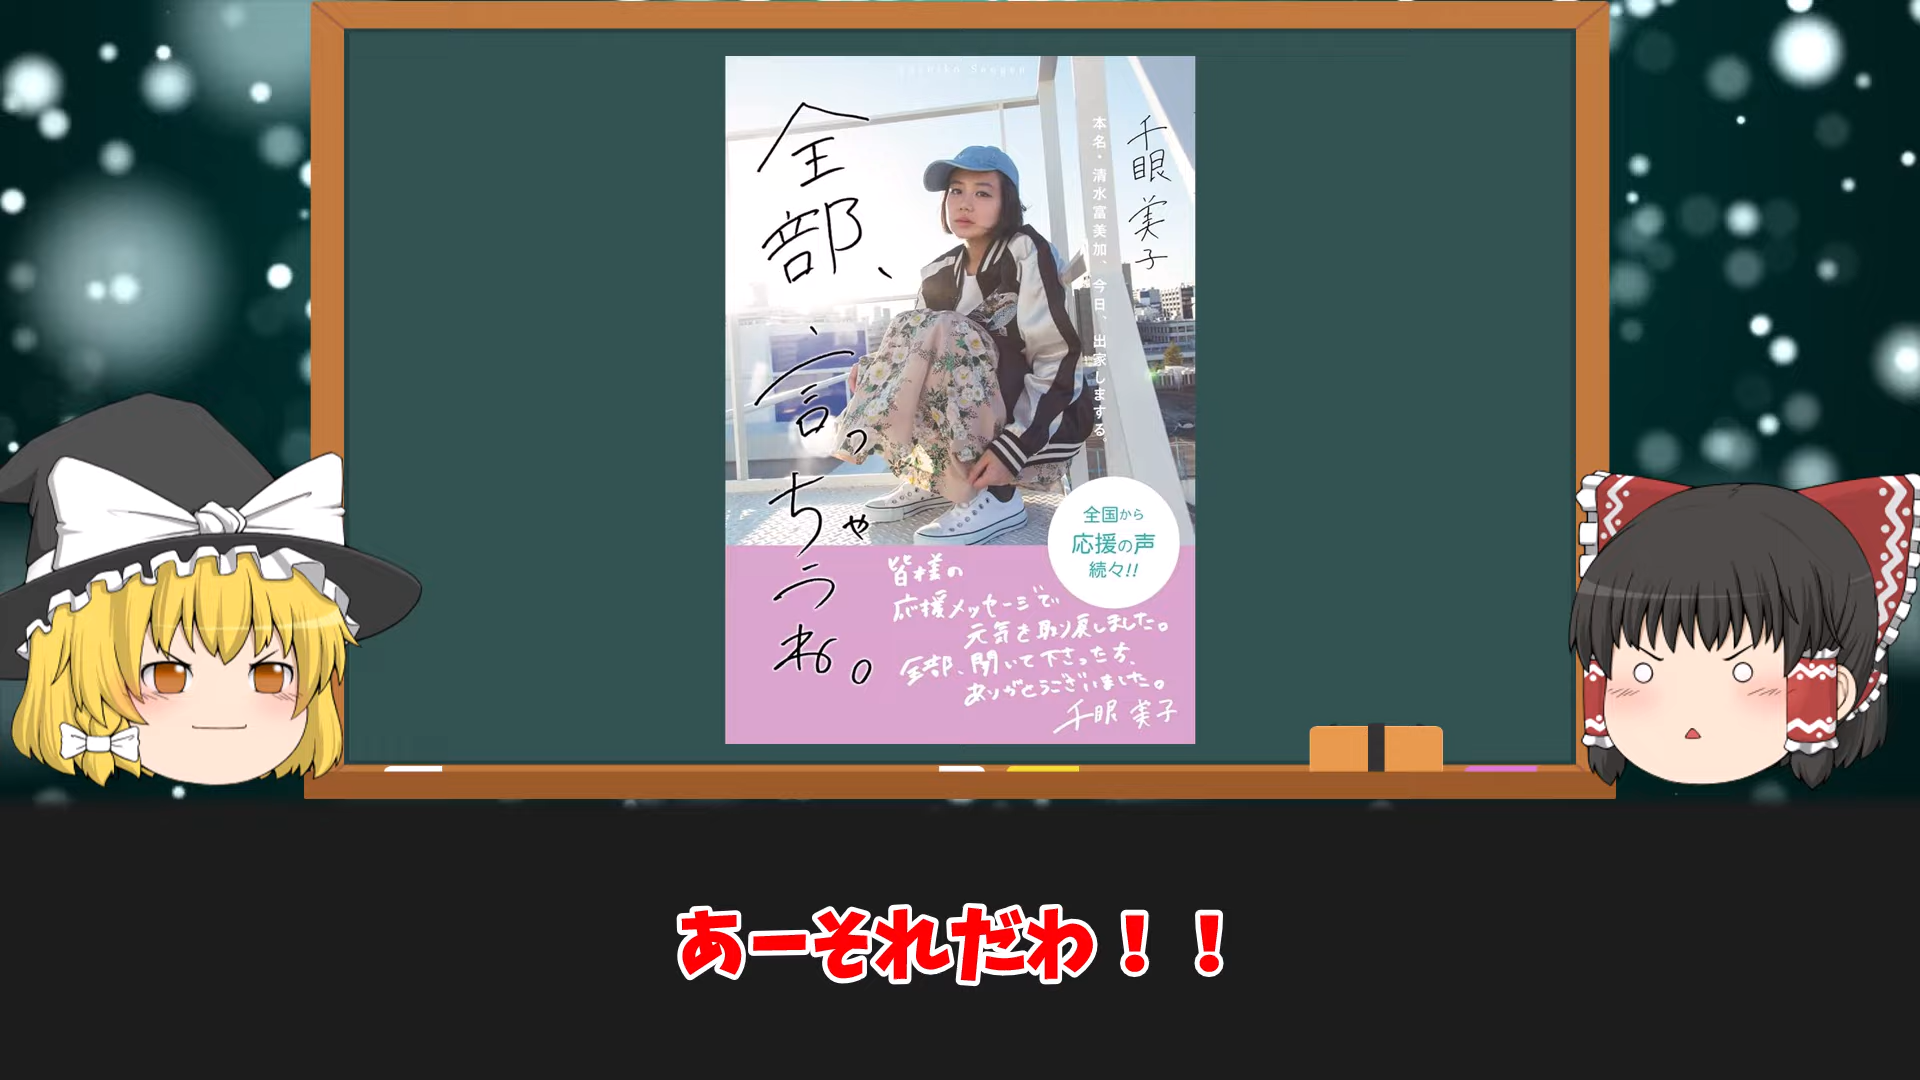 全部、言っちゃうね。
千眼美子
本名・清水富美加、今日、出家しまする。
全国から
応援の声
続々!!
皆様の
応援メッセージで
元気を取り戻しました。
全部、聞いて下さった方、
ありがとうございました。
千眼 美子
あーそれだわ！！